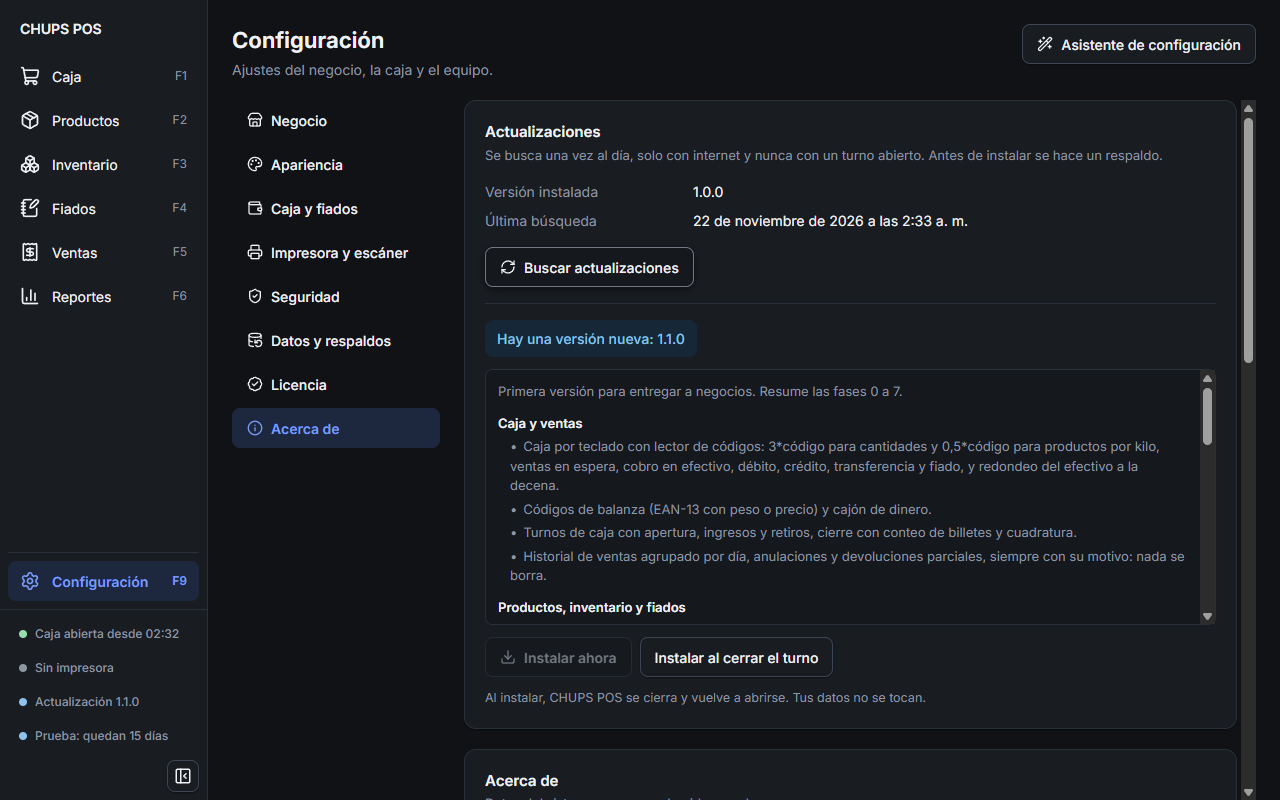 CHUPS POS
Caja F1
Productos F2
Inventario F3
Fiados F4
Ventas F5
Reportes F6
Configuración F9
Caja abierta desde 02:32
Sin impresora
Actualización 1.1.0
Prueba: quedan 15 días
Configuración
Ajustes del negocio, la caja y el equipo.
Asistente de configuración
Negocio
Apariencia
Caja y fiados
Impresora y escáner
Seguridad
Datos y respaldos
Licencia
Acerca de
Actualizaciones
Se busca una vez al día, solo con internet y nunca con un turno abierto. Antes de instalar se hace un respaldo.
Versión instalada 1.0.0
Última búsqueda 22 de noviembre de 2026 a las 2:33 a. m.
Buscar actualizaciones
Hay una versión nueva: 1.1.0
Primera versión para entregar a negocios. Resume las fases 0 a 7.
Caja y ventas
• Caja por teclado con lector de códigos: 3*código para cantidades y 0,5*código para productos por kilo,
ventas en espera, cobro en efectivo, débito, crédito, transferencia y fiado, y redondeo del efectivo a la
decena.
• Códigos de balanza (EAN-13 con peso o precio) y cajón de dinero.
• Turnos de caja con apertura, ingresos y retiros, cierre con conteo de billetes y cuadratura.
• Historial de ventas agrupado por día, anulaciones y devoluciones parciales, siempre con su motivo: nada se
borra.
Productos, inventario y fiados
Instalar ahora
Instalar al cerrar el turno
Al instalar, CHUPS POS se cierra y vuelve a abrirse. Tus datos no se tocan.
Acerca de